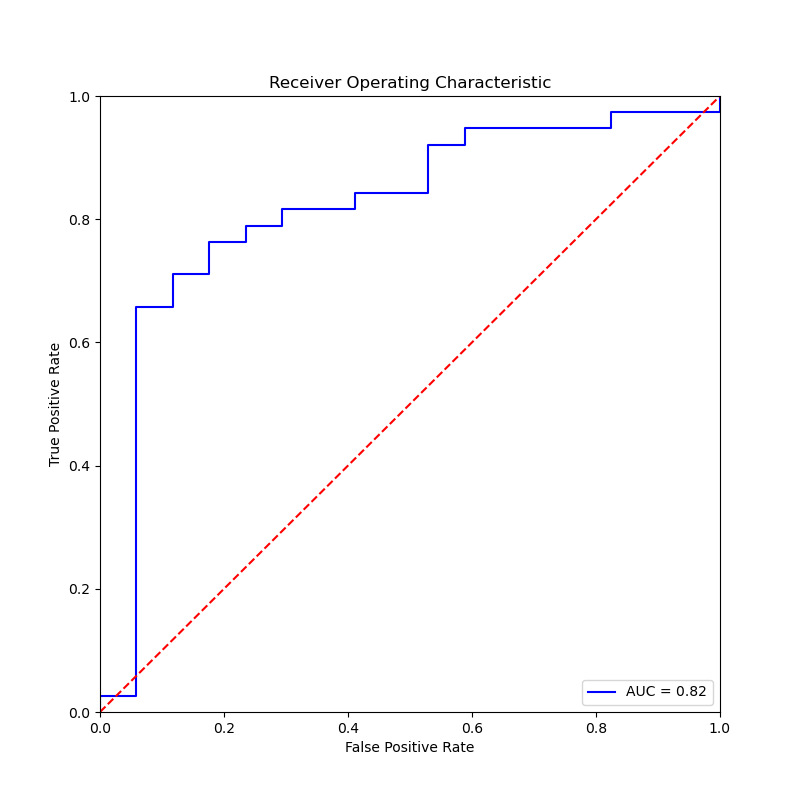 Receiver Operating Characteristic
True Positive Rate
1.0
0.8
0.6
0.4
0.2
0.0
AUC = 0.82
0.0 0.2 0.4 0.6 0.8 1.0
False Positive Rate